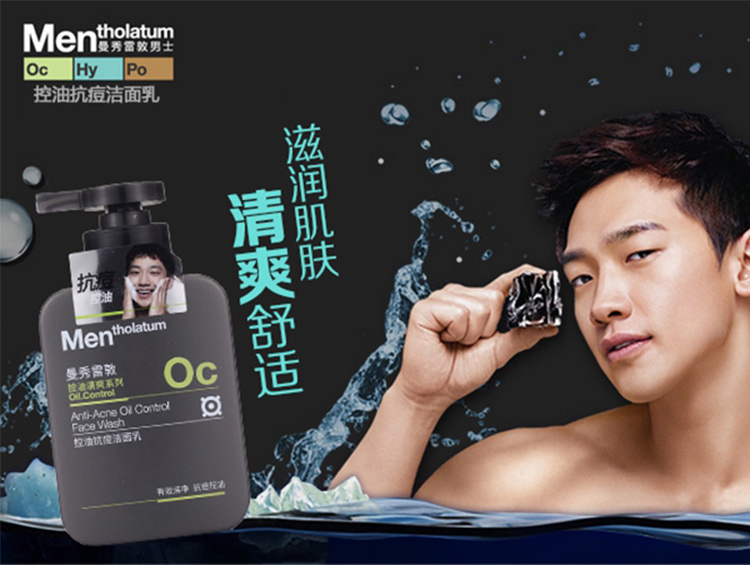 Mentholatum
曼秀雷敦男士
Oc Hy Po
控油抗痘洁面乳
滋润肌肤
清爽舒适
抗痘
控油
Mentholatum
曼秀雷敦
控油清爽系列
Oil.Control
Oc
Anti-Acne Oil Control
Face Wash
控油抗痘洁面乳
有效洁净 抗痘控油